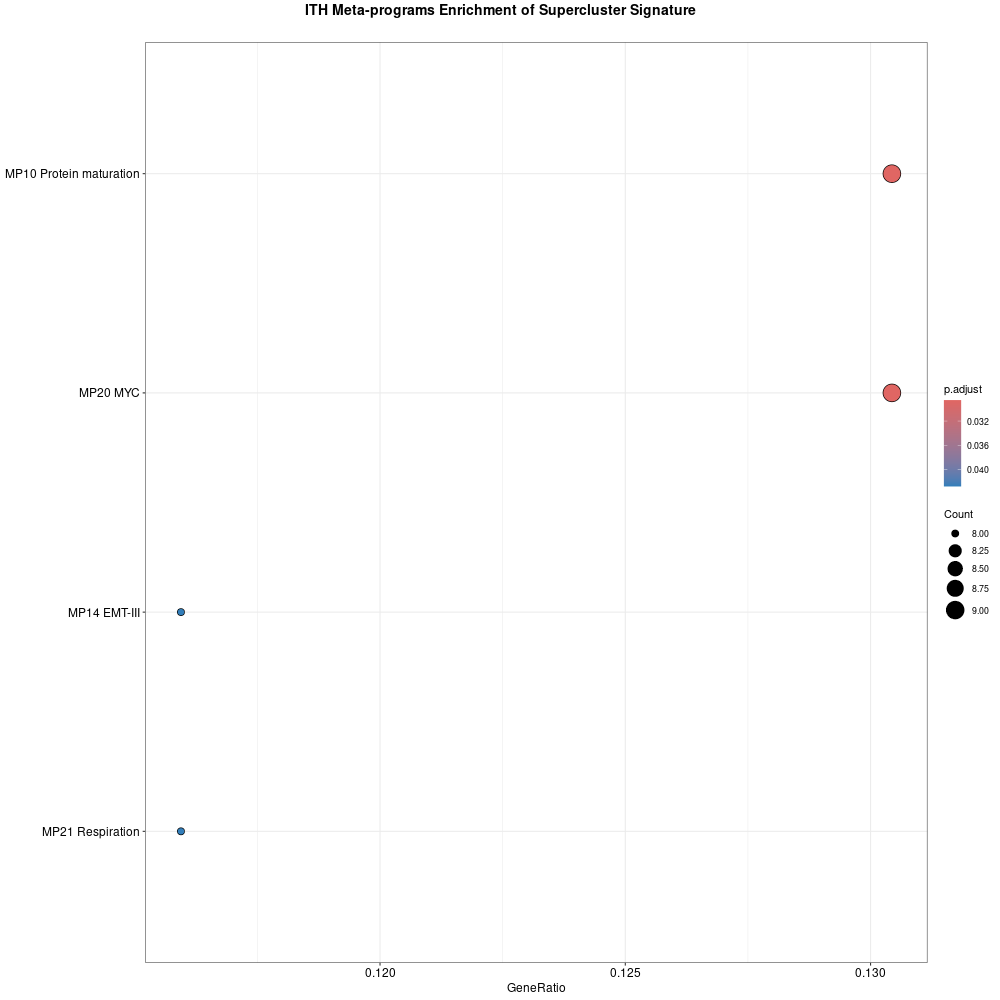 ITH Meta-programs Enrichment of Supercluster Signature
MP10 Protein maturation
MP20 MYC
MP14 EMT-III
MP21 Respiration
0.120
0.125
0.130
GeneRatio
p.adjust
0.032
0.036
0.040
Count
8.00
8.25
8.50
8.75
9.00